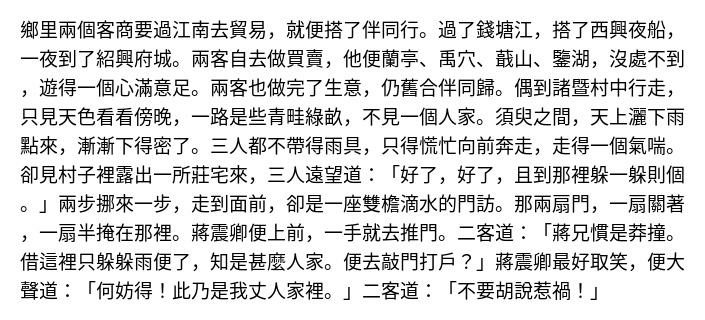 鄉里兩個客商要過江南去貿易，就便搭了伴同行。過了錢塘江，搭了西興夜船，
一夜到了紹興府城。兩客自去做買賣，他便蘭亭、禹穴、蕺山、鑒湖，沒處不到
，遊得一個心滿意足。兩客也做完了生意，仍舊合伴同歸。偶到諸暨村中行走，
只見天色看看傍晚，一路是些青畦綠畝，不見一個人家。須臾之間，天上灑下雨
點來，漸漸下得密了。三人都不帶得雨具，只得慌忙向前奔走，走得一個氣喘。
卻見村子裡露出一所莊宅來，三人遠望道：「好了，好了，且到那裡躲一躲則個
。」兩步挪來一步，走到面前，卻是一座雙檐滴水的門訪。那兩扇門，一扇關著
，一扇半掩在那裡。蔣震卿便上前，一手就去推門。二客道：「蔣兄慣是莽撞。
借這裡只躲躲雨便了，知是甚麼人家。便去敲門打戶？」蔣震卿最好取笑，便大
聲道：「何妨得！此乃是我丈人家裡。」二客道：「不要胡說惹禍！」